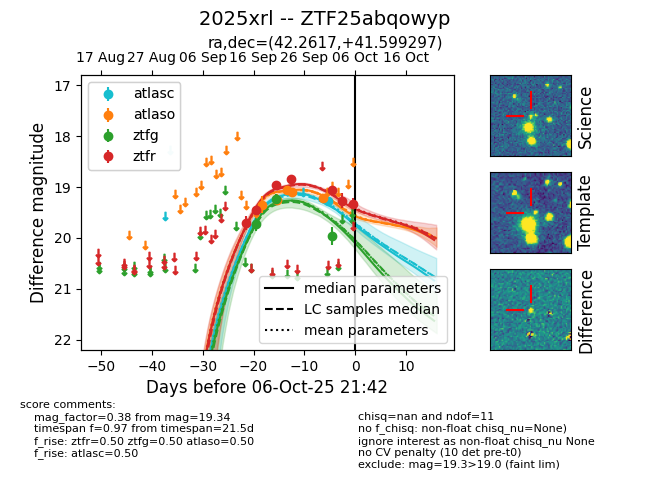 2025xrl -- ZTF25abqowyp
ra,dec=(42.2617,+41.599297)
17 Aug 27 Aug 06 Sep 16 Sep 26 Sep 06 Oct 16 Oct
17
18
19
20
21
22
Difference magnitude
atlasc
atlaso
ztfg
ztfr
median parameters
LC samples median
mean parameters
−50 −40 −30 −20 −10 0 10
Days before 06-Oct-25 21:42
Science
Template
Difference
score comments:
mag_factor=0.38 from mag=19.34
timespan f=0.97 from timespan=21.5d
f_rise: ztfr=0.50 ztfg=0.50 atlaso=0.50
f_rise: atlasc=0.50
chisq=nan and ndof=11
no f_chisq: non-float chisq_nu=None)
ignore interest as non-float chisq_nu None
no CV penalty (10 det pre-t0)
exclude: mag=19.3>19.0 (faint lim)